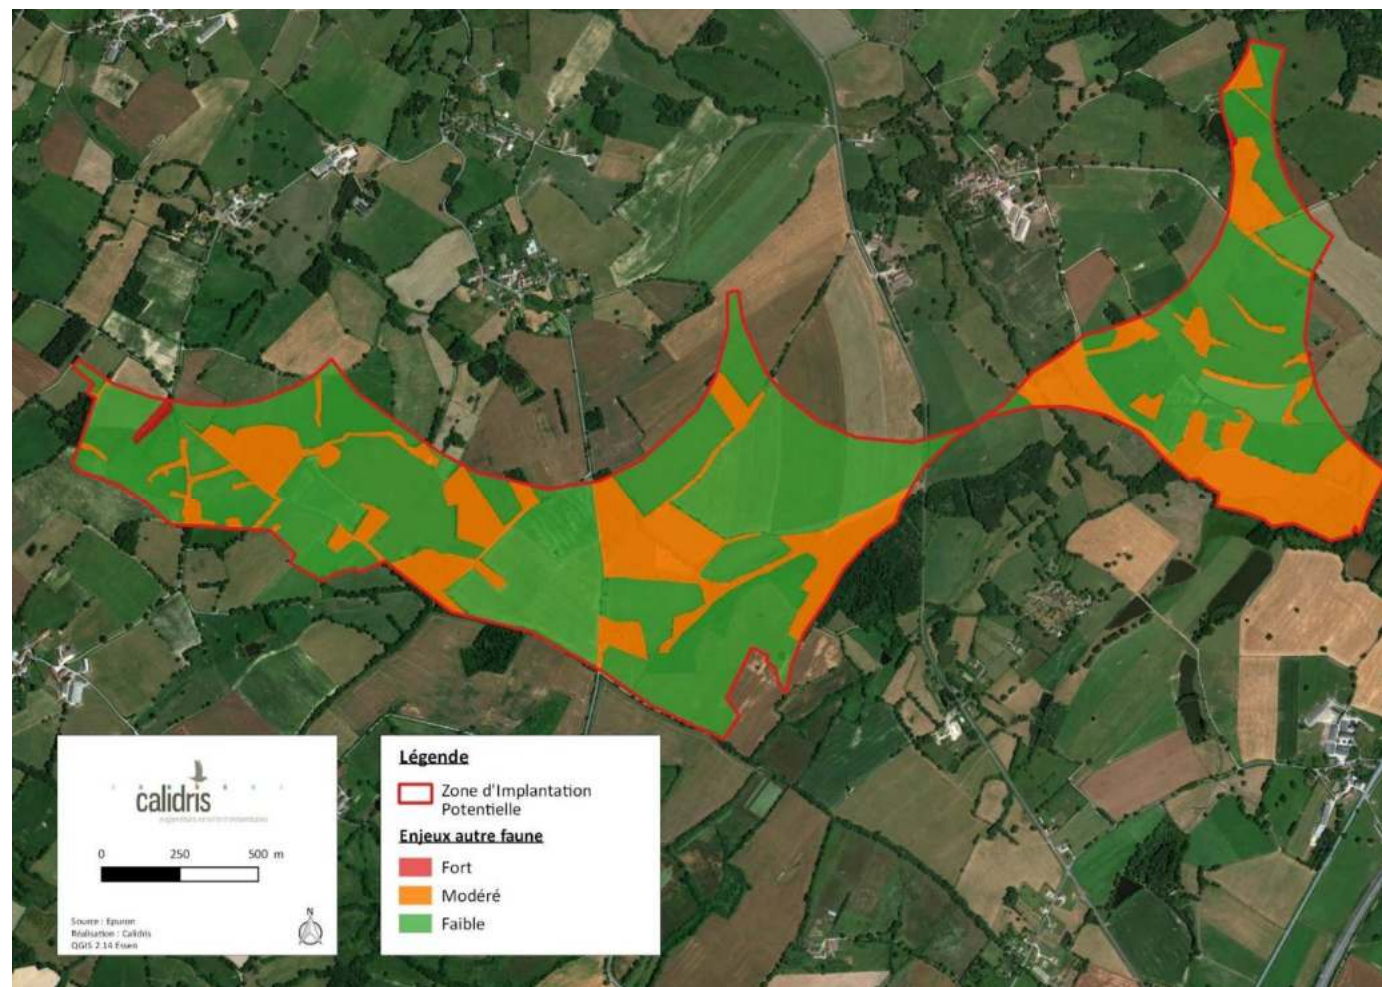 calidris
0 250 500 m
Source : Epuron
Réalisation : Calidris
QGIS 2.14 Essen
N
Légende
Zone d'Implantation
Potentielle
Enjeux autre faune
Fort
Modéré
Faible